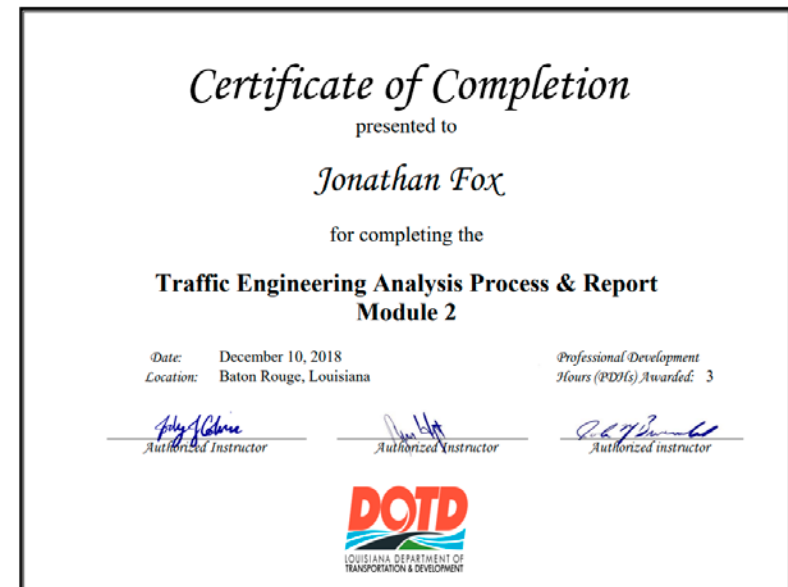 Certificate of Completion
presented to
Jonathan Fox
for completing the
Traffic Engineering Analysis Process & Report
Module 2
Date: December 10, 2018
Location: Baton Rouge, Louisiana
Professional Development
Hours (PDHs) Awarded: 3
Authorized Instructor
Authorized Instructor
Authorized instructor
DOTD
LOUISIANA DEPARTMENT OF
TRANSPORTATION & DEVELOPMENT